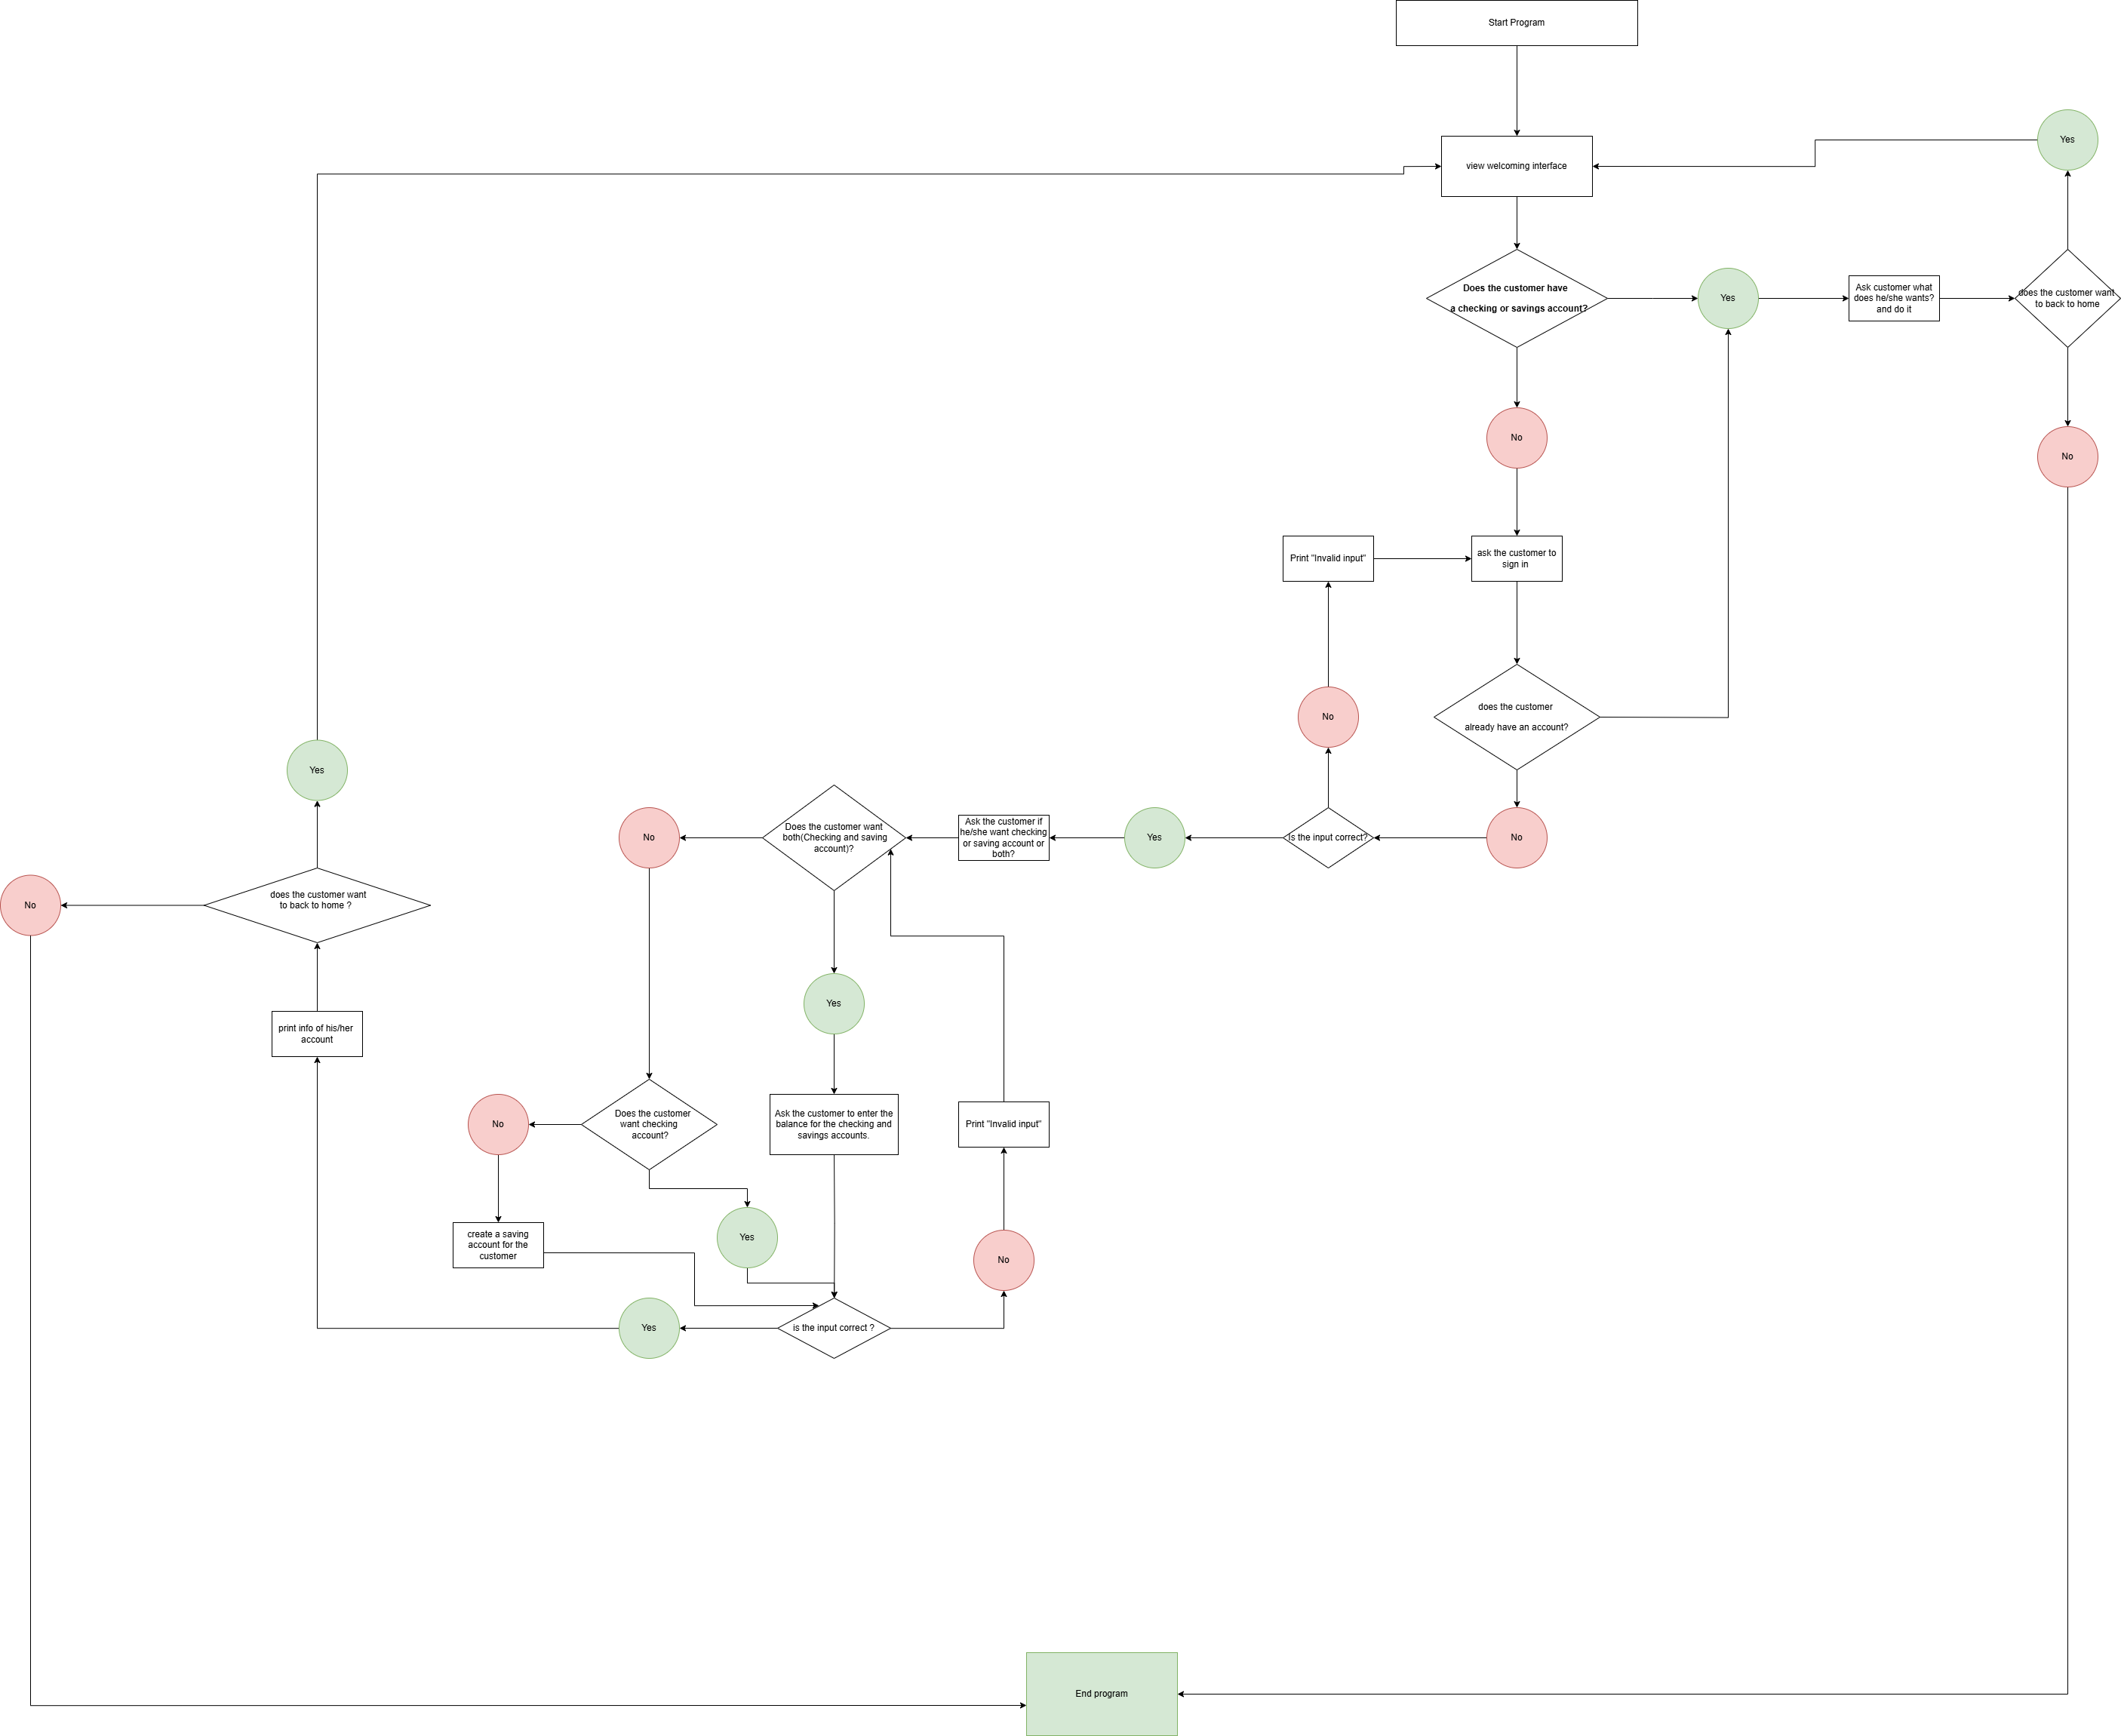 Start Program
Yes
view welcoming interface
Does the customer have
a checking or savings account?
Yes
Ask customer what
does he/she wants?
and do it
does the customer want
to back to home
No
No
Print "Invalid input"
ask the customer to
sign in
No
does the customer
already have an account?
Yes
No
Does the customer want
both(Checking and saving
account)?
Ask the customer if
he/she want checking
or saving account or
both?
Yes
is the input correct?
No
No
does the customer want
to back to home ?
Yes
print info of his/her
account
No
Does the customer
want checking
account?
Ask the customer to enter the
balance for the checking and
savings accounts.
Print "Invalid input"
create a saving
account for the
customer
Yes
No
Yes
is the input correct ?
End program